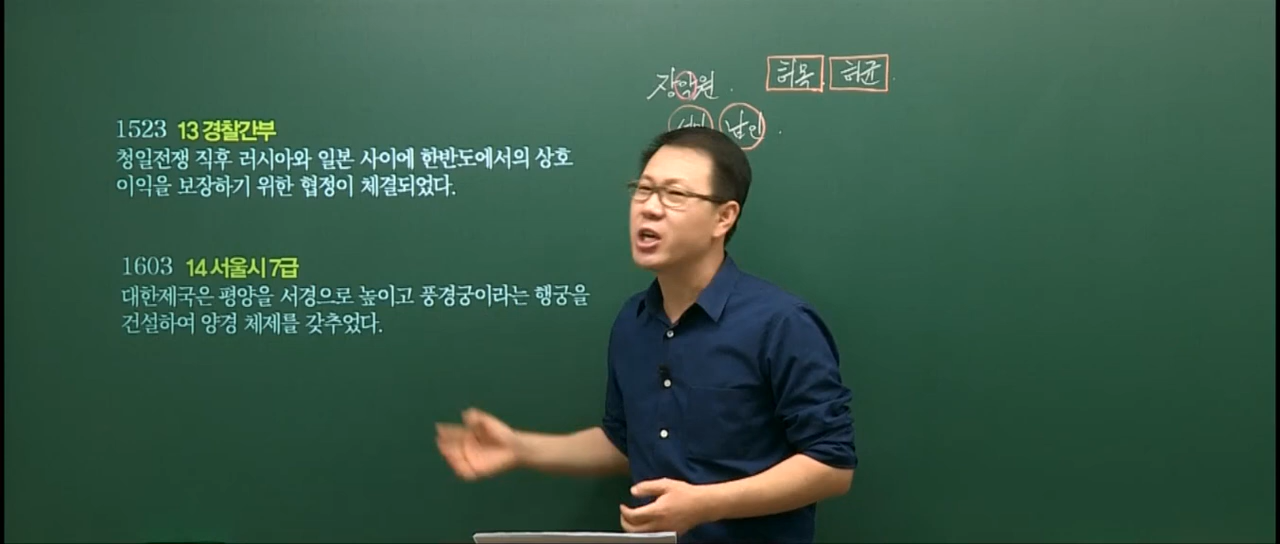 장악원. 허목. 허균.
남인.
1523 13 경찰간부
청일전쟁 직후 러시아와 일본 사이에 한반도에서의 상호
이익을 보장하기 위한 협정이 체결되었다.
1603 14 서울시 7급
대한제국은 평양을 서경으로 높이고 풍경궁이라는 행궁을
건설하여 양경 체제를 갖추었다.